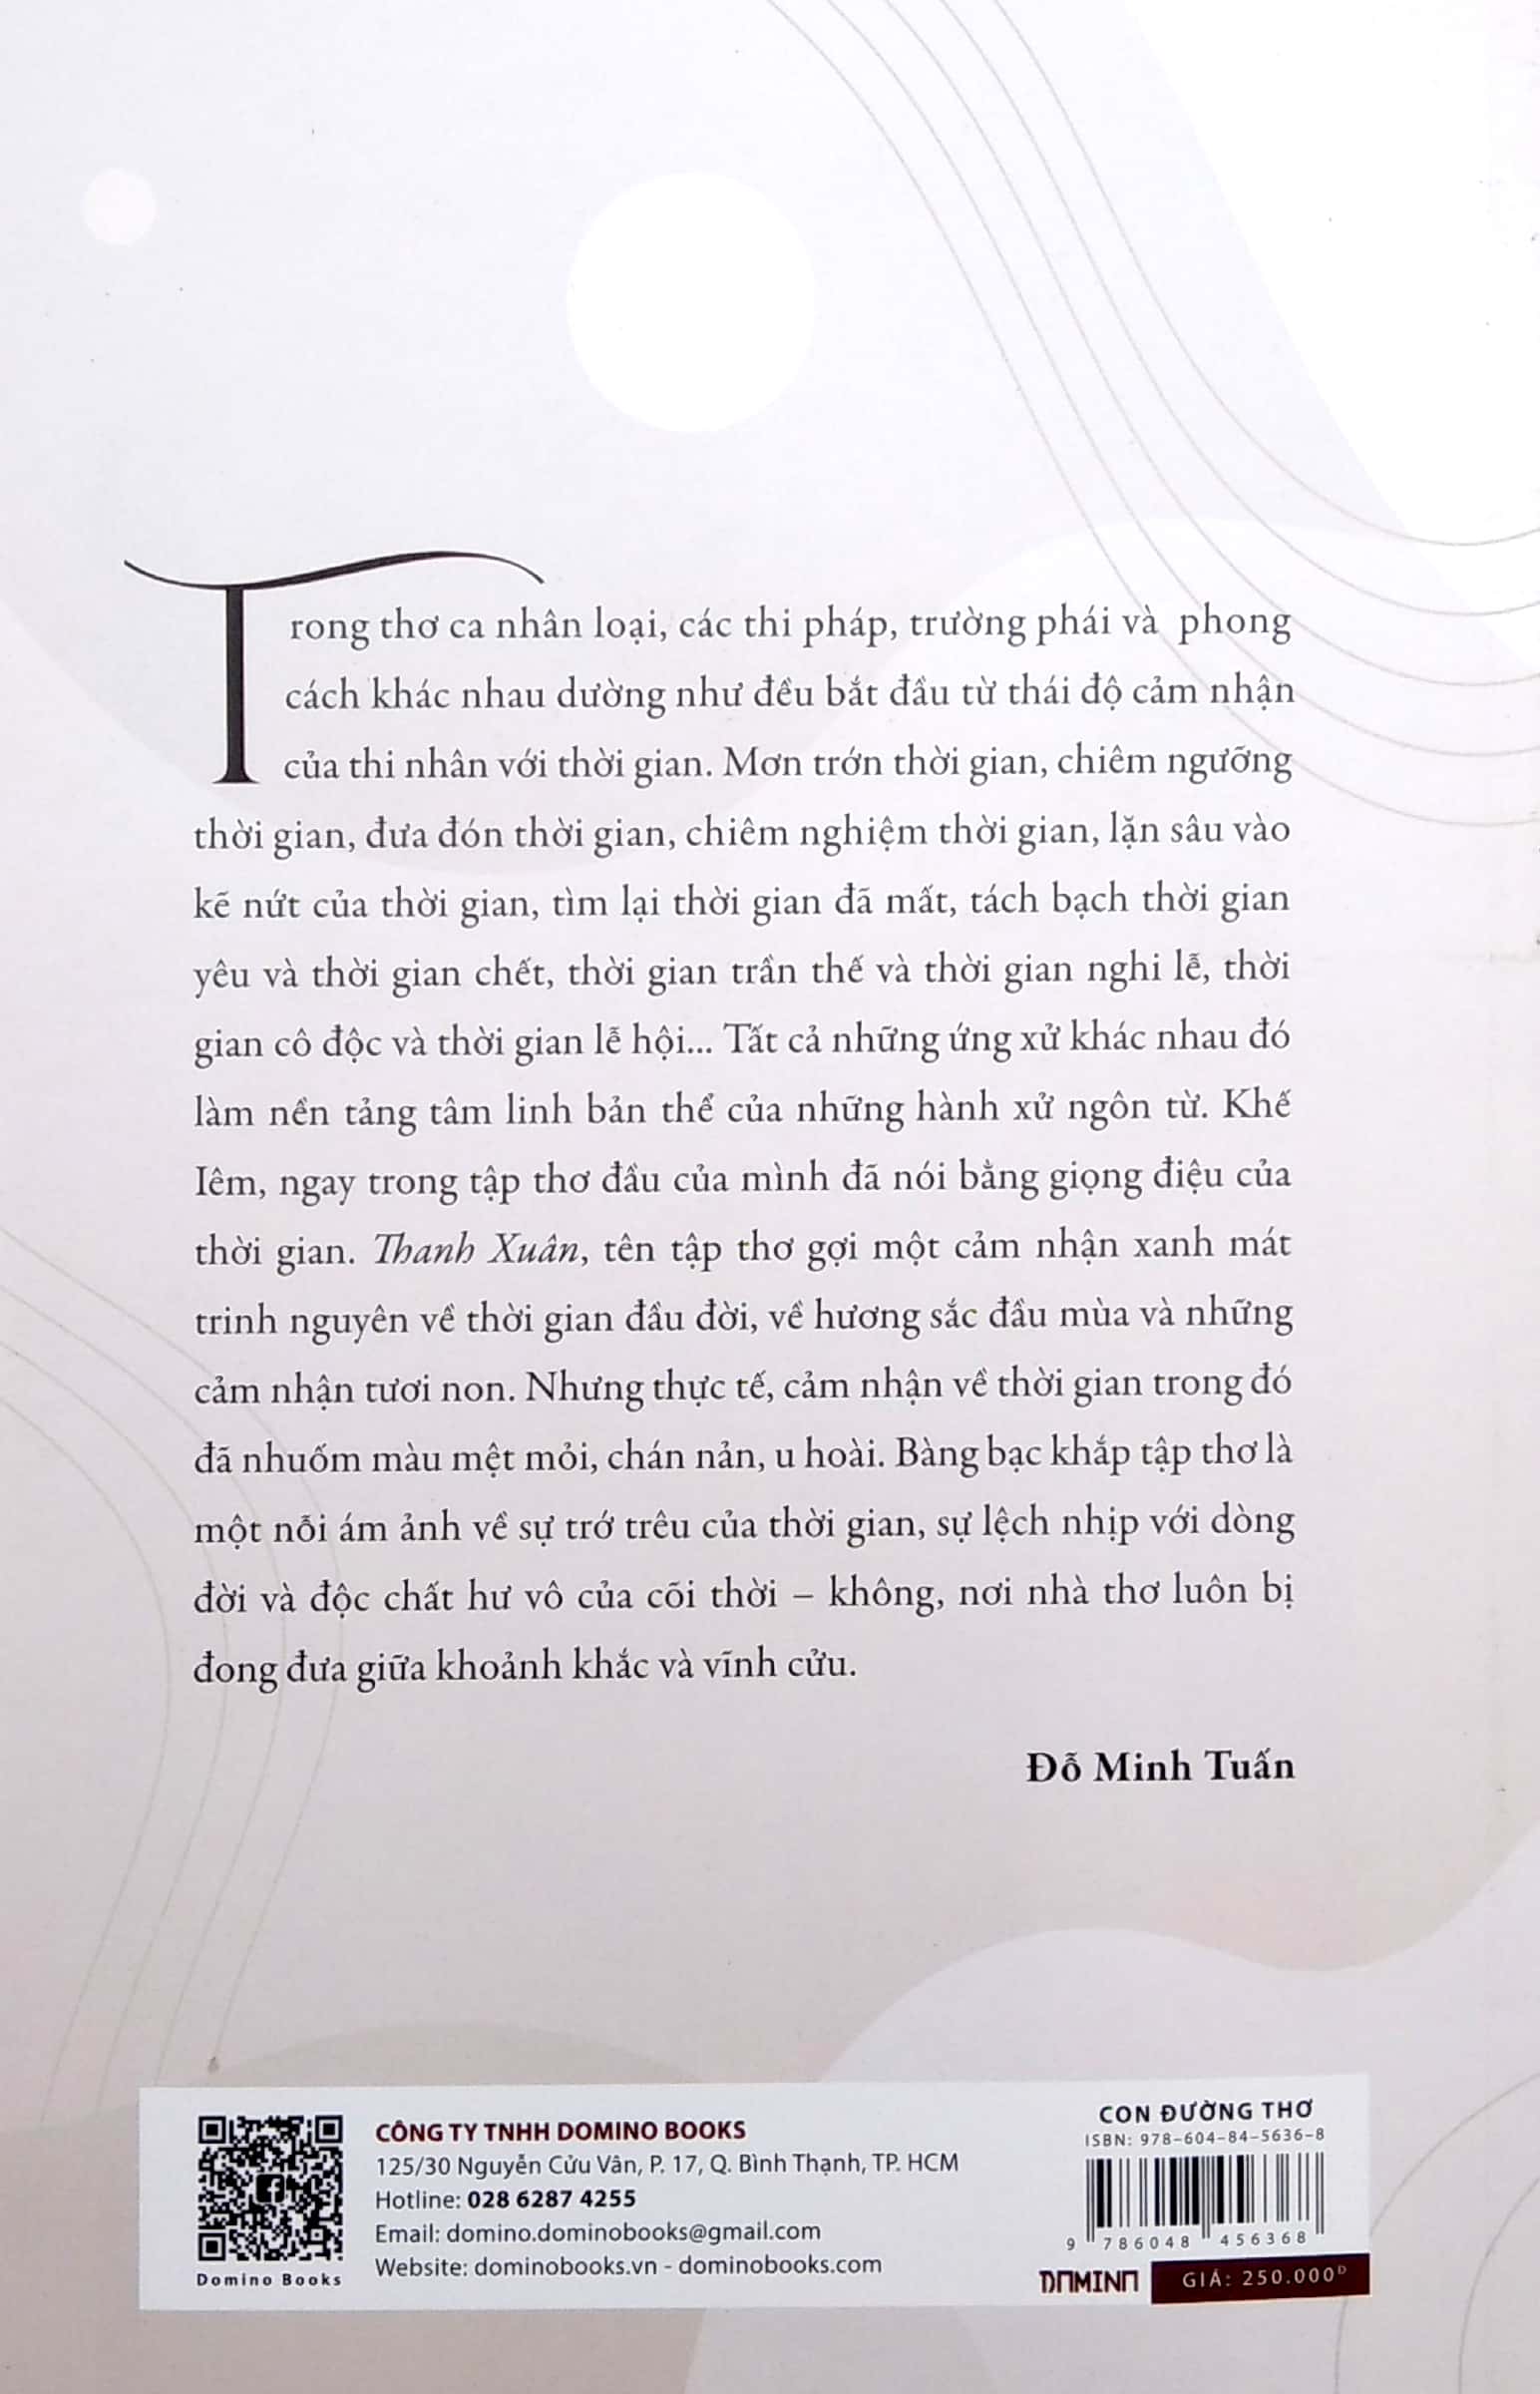 Trong thơ ca nhân loại, các thi pháp, trường phái và phong
cách khác nhau dường như đều bắt đầu từ thái độ cảm nhận
của thi nhân với thời gian. Mơn trớn thời gian, chiêm ngưỡng
thời gian, đưa đón thời gian, chiêm nghiệm thời gian, lặn sâu vào
kẽ nứt của thời gian, tìm lại thời gian đã mất, tách bạch thời gian
yêu và thời gian chết, thời gian trần thế và thời gian nghi lễ, thời
gian cô độc và thời gian lễ hội... Tất cả những ứng xử khác nhau đó
làm nền tảng tâm linh bản thể của những hành xử ngôn từ. Khế
Iêm, ngay trong tập thơ đầu của mình đã nói bằng giọng điệu của
thời gian. Thanh Xuân, tên tập thơ gợi một cảm nhận xanh mát
trinh nguyên về thời gian đầu đời, về hương sắc đầu mùa và những
cảm nhận tươi non. Nhưng thực tế, cảm nhận về thời gian trong đó
đã nhuốm màu mệt mỏi, chán nản, u hoài. Bàng bạc khắp tập thơ là
một nỗi ám ảnh về sự trớ trêu của thời gian, sự lệch nhịp với dòng
đời và độc chất hư vô của cõi thời – không, nơi nhà thơ luôn bị
đong đưa giữa khoảnh khắc và vĩnh cửu.
Đỗ Minh Tuấn
Domino Books
CÔNG TY TNHH DOMINO BOOKS
125/30 Nguyễn Cửu Vân, P. 17, Q. Bình Thạnh, TP. HCM
Hotline: 028 6287 4255
Email: domino.dominobooks@gmail.com
Website: dominobooks.vn - dominobooks.com
CON ĐƯỜNG THƠ
ISBN: 978-604-84-5636-8
9 786048 456368
DOMINO
GIÁ: 250.000Đ